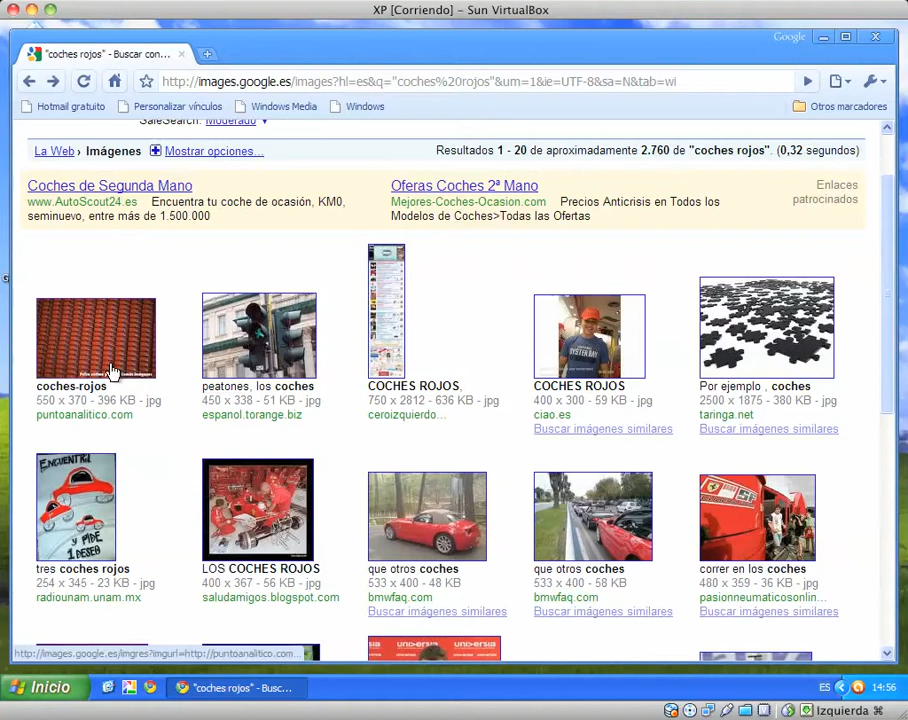 XP [Corriendo] – Sun VirtualBox
Google
"coches rojos" - Buscar con...
http://images.google.es/images?hl=es&q="coches%20rojos"&um=1&ie=UTF-8&sa=N&tab=wi
Hotmail gratuito
Personalizar vínculos
Windows Media
Windows
Otros marcadores
SafeSearch: Moderado ▼
La Web › Imágenes
Mostrar opciones...
Resultados 1 - 20 de aproximadamente 2.760 de "coches rojos". (0,32 segundos)
Coches de Segunda Mano
www.AutoScout24.es Encuentra tu coche de ocasión, KM0,
seminuevo, entre más de 1.500.000
Oferas Coches 2ª Mano
Mejores-Coches-Ocasion.com Precios Anticrisis en Todos los
Modelos de Coches>Todas las Ofertas
Enlaces
patrocinados
coches-rojos
550 x 370 - 396 KB - jpg
puntoanalitico.com
peatones, los coches
450 x 338 - 51 KB - jpg
espanol.torange.biz
COCHES ROJOS,
750 x 2812 - 636 KB - jpg
ceroizquierdo...
OYSTER BAY
COCHES ROJOS
400 x 300 - 59 KB - jpg
ciao.es
Buscar imágenes similares
Por ejemplo , coches
2500 x 1875 - 380 KB - jpg
taringa.net
Buscar imágenes similares
ENCUENTRA
Y PIDE
1 DESEO
tres coches rojos
254 x 345 - 23 KB - jpg
radiounam.unam.mx
LOS COCHES ROJOS
400 x 367 - 56 KB - jpg
saludamigos.blogspot.com
que otros coches
533 x 400 - 48 KB
bmwfaq.com
Buscar imágenes similares
que otros coches
533 x 400 - 58 KB
bmwfaq.com
Buscar imágenes similares
SF
correr en los coches
480 x 359 - 36 KB - jpg
pasionneumaticosonlin...
Buscar imágenes similares
universia
http://images.google.es/imgres?imgurl=http://puntoanalitico.com...
Inicio
"coches rojos" - Busc...
ES
14:56
Izquierda ⌘